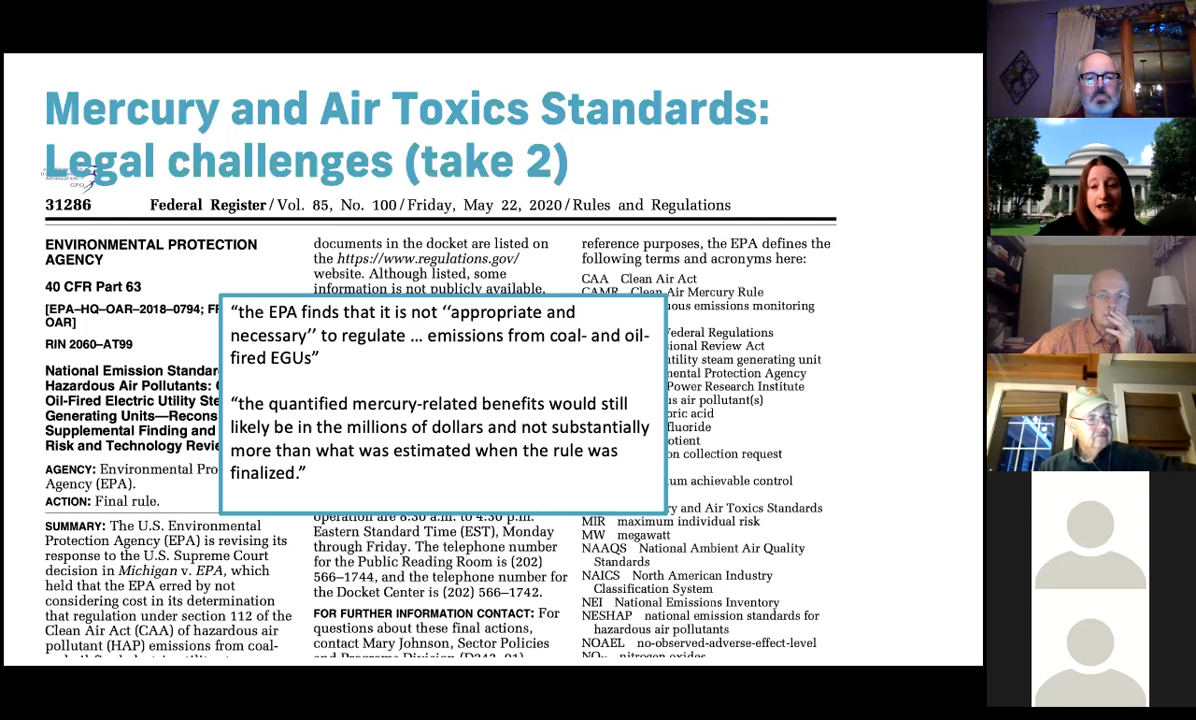 Mercury and Air Toxics Standards:
Legal challenges (take 2)
GPO
31286 Federal Register / Vol. 85, No. 100 / Friday, May 22, 2020 / Rules and Regulations
ENVIRONMENTAL PROTECTION
AGENCY
40 CFR Part 63
[EPA–HQ–OAR–2018–0794;
OAR]
RIN 2060–AT99
National Emission
Hazardous Air Pollutants:
Oil-Fired Electric Utility
Generating Units—
Supplemental Finding and
Risk and Technology
AGENCY: Environmental
Agency (EPA).
ACTION: Final rule.
SUMMARY: The U.S. Environmental
Protection Agency (EPA) is revising its
response to the U.S. Supreme Court
decision in Michigan v. EPA, which
held that the EPA erred by not
considering cost in its determination
that regulation under section 112 of the
Clean Air Act (CAA) of hazardous air
pollutant (HAP) emissions from coal-
documents in the docket are listed on
the https://www.regulations.gov/
website. Although listed, some
information is not publicly available,
“the EPA finds that it is not ‘‘appropriate and
necessary’’ to regulate … emissions from coal- and oil-
fired EGUs”
“the quantified mercury-related benefits would still
likely be in the millions of dollars and not substantially
more than what was estimated when the rule was
finalized.”
operation are 8:30 a.m. to 4:30 p.m.
Eastern Standard Time (EST), Monday
through Friday. The telephone number
for the Public Reading Room is (202)
566–1744, and the telephone number for
the Docket Center is (202) 566–1742.
FOR FURTHER INFORMATION CONTACT: For
questions about these final actions,
contact Mary Johnson, Sector Policies
and Programs Division (D243–01)
reference purposes, the EPA defines the
following terms and acronyms here:
CAA Clean Air Act
CAMR Clean Air Mercury Rule
emissions monitoring
Federal Regulations
Review Act
utility steam generating unit
Protection Agency
Power Research Institute
air pollutant(s)
acid
fluoride
collection request
achievable control
and Air Toxics Standards
MIR maximum individual risk
MW megawatt
NAAQS National Ambient Air Quality
Standards
NAICS North American Industry
Classification System
NEI National Emissions Inventory
NESHAP national emission standards for
hazardous air pollutants
NOAEL no-observed-adverse-effect-level
nitrogen oxides